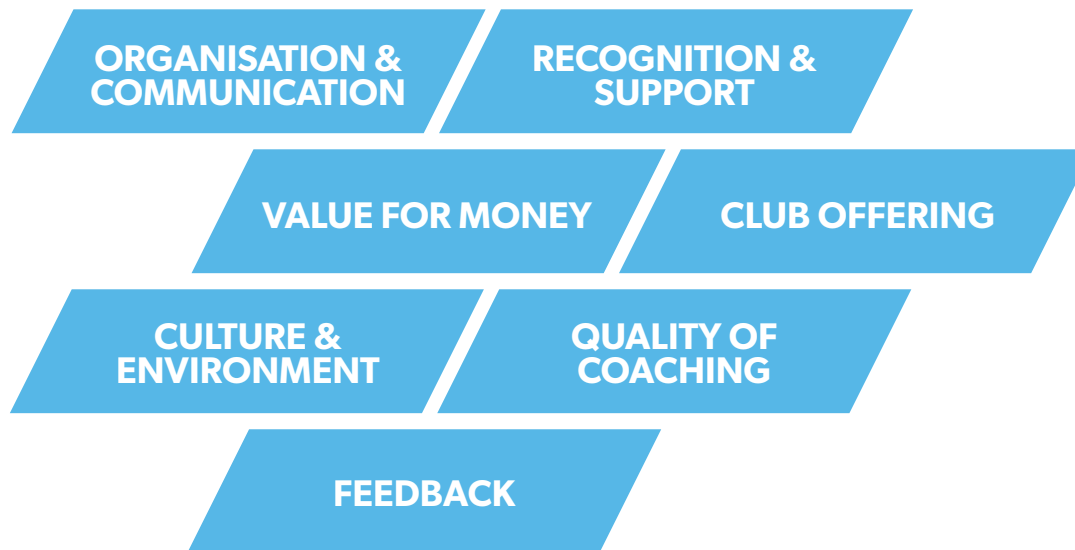 ORGANISATION &
COMMUNICATION
RECOGNITION &
SUPPORT
VALUE FOR MONEY
CLUB OFFERING
CULTURE &
ENVIRONMENT
QUALITY OF
COACHING
FEEDBACK